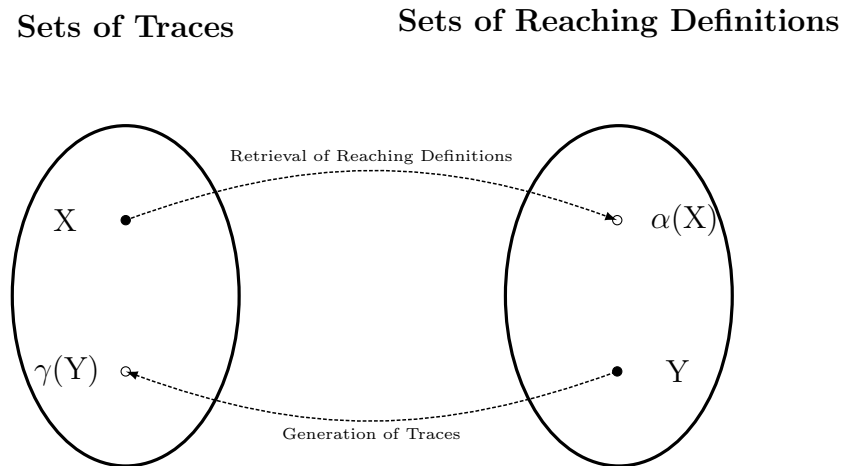 Sets of Traces
Sets of Reaching Definitions
Retrieval of Reaching Definitions
X
α(X)
γ(Y)
Y
Generation of Traces